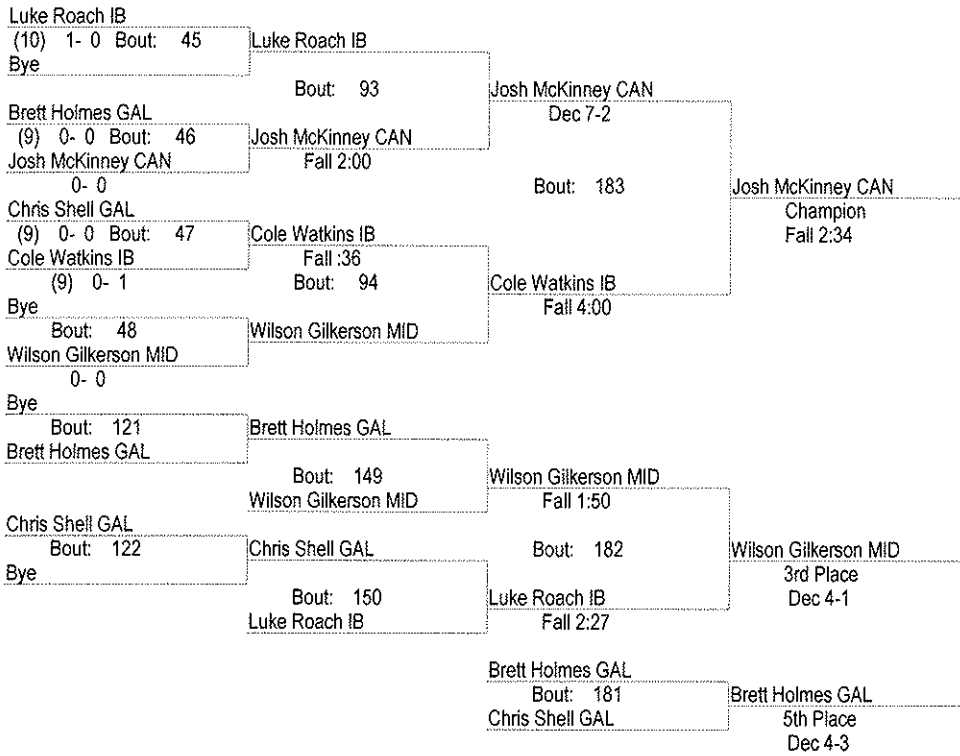 Luke Roach IB
(10) 1- 0 Bout: 45
Bye
Luke Roach IB
Bout: 93
Brett Holmes GAL
(9) 0- 0 Bout: 46
Josh McKinney CAN
0- 0
Josh McKinney CAN
Fall 2:00
Josh McKinney CAN
Dec 7-2
Chris Shell GAL
(9) 0- 0 Bout: 47
Cole Watkins IB
(9) 0- 1
Cole Watkins IB
Fall :36
Bout: 94
Bye
Bout: 48
Wilson Gilkerson MID
0- 0
Wilson Gilkerson MID
Cole Watkins IB
Fall 4:00
Bout: 183
Josh McKinney CAN
Champion
Fall 2:34
Bye
Bout: 121
Brett Holmes GAL
Brett Holmes GAL
Bout: 149
Wilson Gilkerson MID
Wilson Gilkerson MID
Fall 1:50
Chris Shell GAL
Bout: 122
Bye
Chris Shell GAL
Bout: 150
Luke Roach IB
Luke Roach IB
Fall 2:27
Bout: 182
Wilson Gilkerson MID
3rd Place
Dec 4-1
Brett Holmes GAL
Bout: 181
Chris Shell GAL
Brett Holmes GAL
5th Place
Dec 4-3